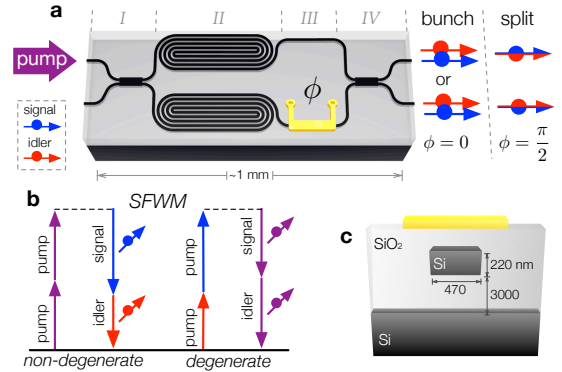 a
I II III IV
bunch split
pump
signal
idler
ϕ
or
ϕ = 0
ϕ = π/2
~1 mm
b
SFWM
pump
pump
signal
idler
pump
pump
signal
idler
non-degenerate
degenerate
c
SiO₂
Si
220 nm
470
3000
Si